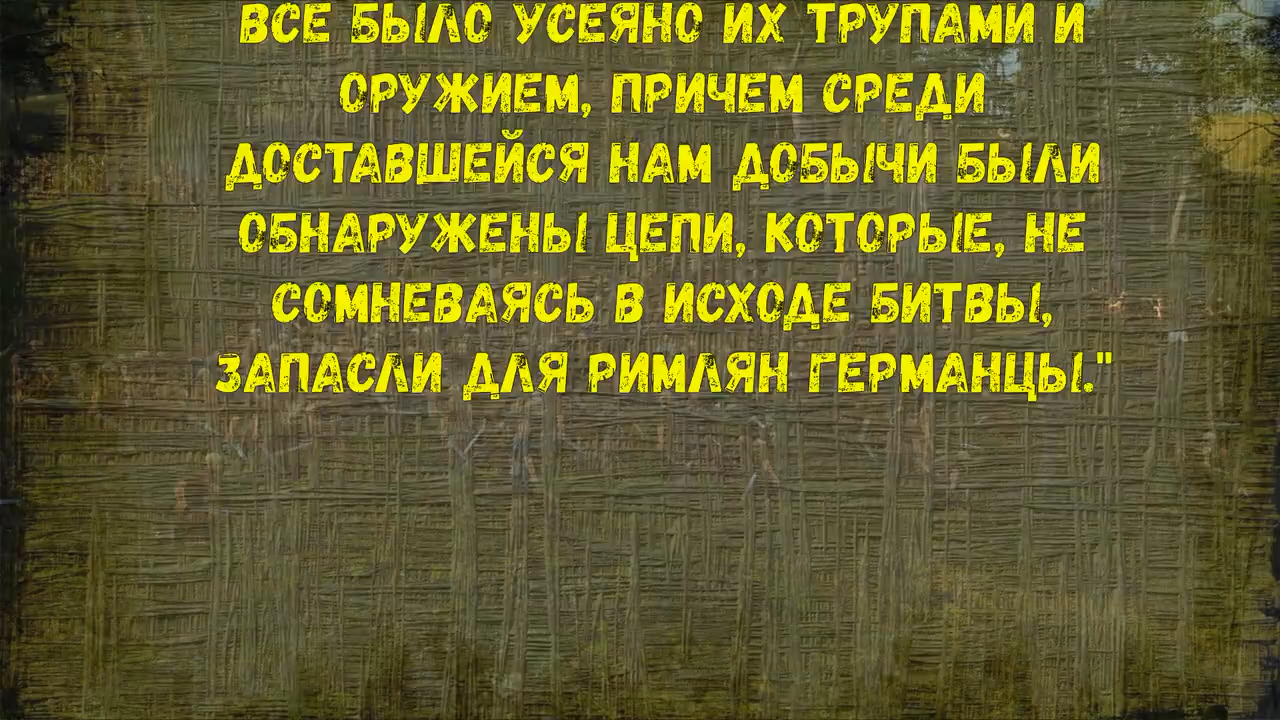 ВСЕ БЫЛО УСЕЯНО ИХ ТРУПАМИ И
ОРУЖИЕМ, ПРИЧЕМ СРЕДИ
ДОСТАВШЕЙСЯ НАМ ДОБЫЧИ БЫЛИ
ОБНАРУЖЕНЫ ЦЕПИ, КОТОРЫЕ, НЕ
СОМНЕВАЯСЬ В ИСХОДЕ БИТВЫ,
ЗАПАСЛИ ДЛЯ РИМЛЯН ГЕРМАНЦЫ."